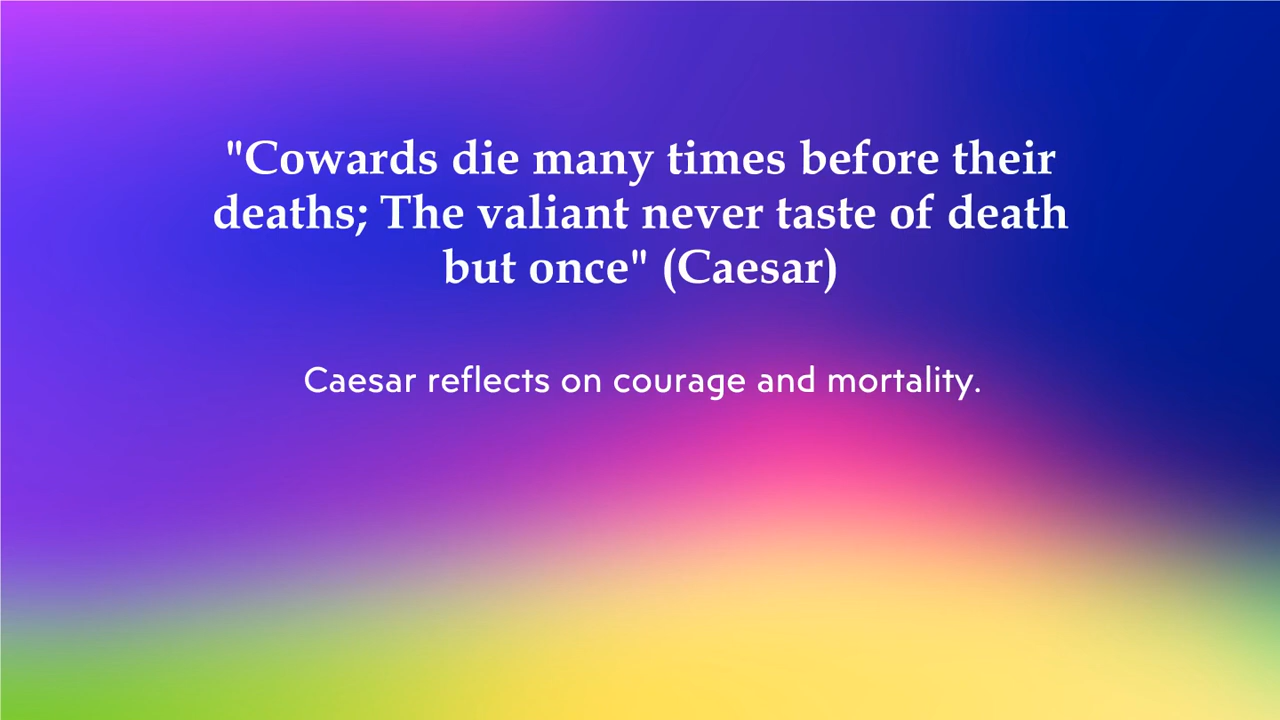 "Cowards die many times before their
deaths; The valiant never taste of death
but once" (Caesar)
Caesar reflects on courage and mortality.